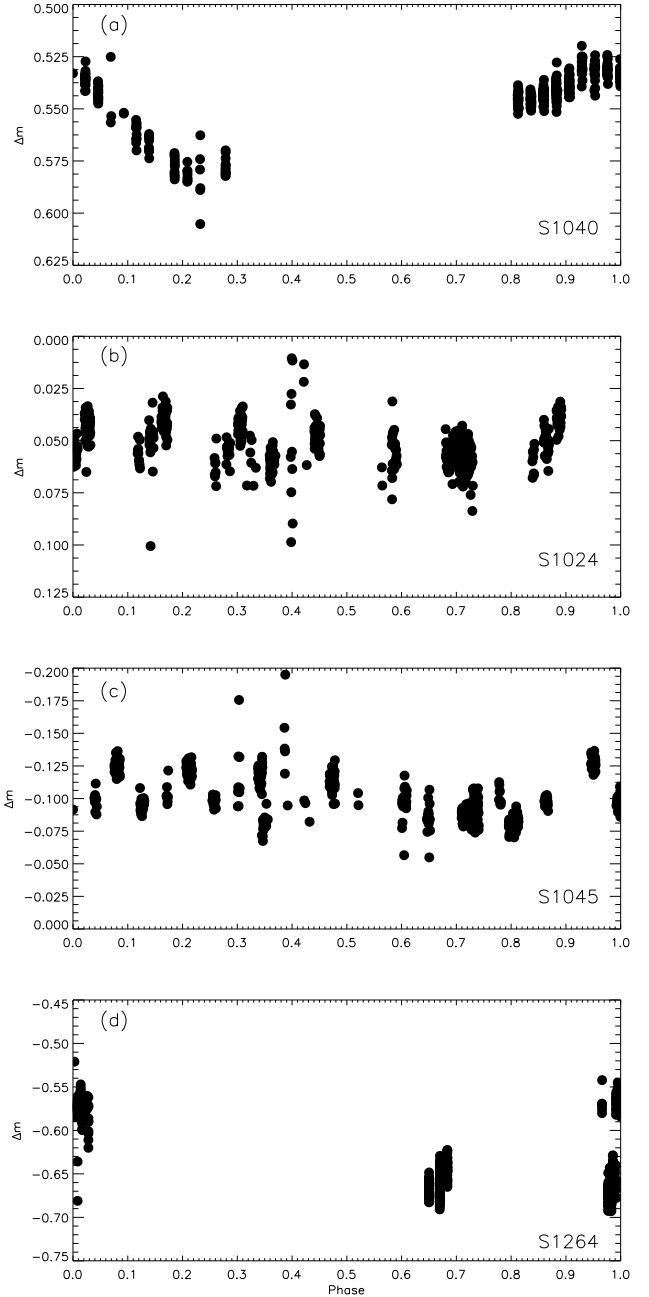 (a)
0.500
0.525
0.550
0.575
0.600
0.625
Δm
S1040
0.0 0.1 0.2 0.3 0.4 0.5 0.6 0.7 0.8 0.9 1.0
(b)
0.000
0.025
0.050
0.075
0.100
0.125
Δm
S1024
0.0 0.1 0.2 0.3 0.4 0.5 0.6 0.7 0.8 0.9 1.0
(c)
−0.200
−0.175
−0.150
−0.125
−0.100
−0.075
−0.050
−0.025
0.000
Δm
S1045
0.0 0.1 0.2 0.3 0.4 0.5 0.6 0.7 0.8 0.9 1.0
(d)
−0.45
−0.50
−0.55
−0.60
−0.65
−0.70
−0.75
Δm
S1264
0.0 0.1 0.2 0.3 0.4 0.5 0.6 0.7 0.8 0.9 1.0
Phase